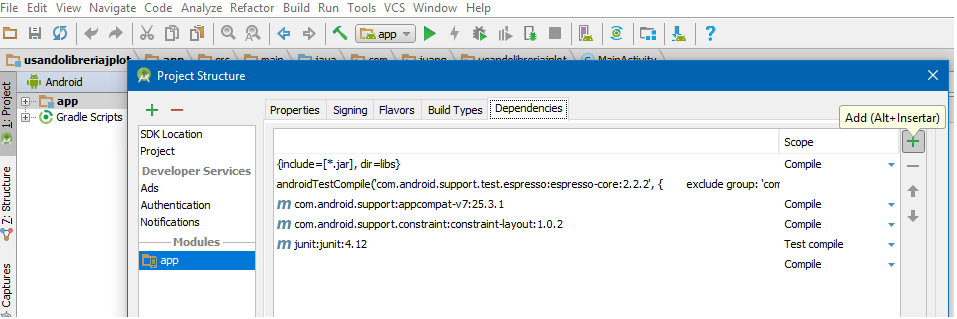 File Edit View Navigate Code Analyze Refactor Build Run Tools VCS Window Help
app
usandolibreriajplot app src main java com juang usandolibreriajplot MainActivity
1: Project
Android
app
Gradle Scripts
7: Structure
Captures
Project Structure
SDK Location
Project
Developer Services
Ads
Authentication
Notifications
Modules
app
Properties Signing Flavors Build Types Dependencies
Add (Alt+Insertar)
Scope
{include=[*.jar], dir=libs} Compile
androidTestCompile('com.android.support.test.espresso:espresso-core:2.2.2', { exclude group: 'com
m com.android.support:appcompat-v7:25.3.1 Compile
m com.android.support.constraint:constraint-layout:1.0.2 Compile
m junit:junit:4.12 Test compile
Compile